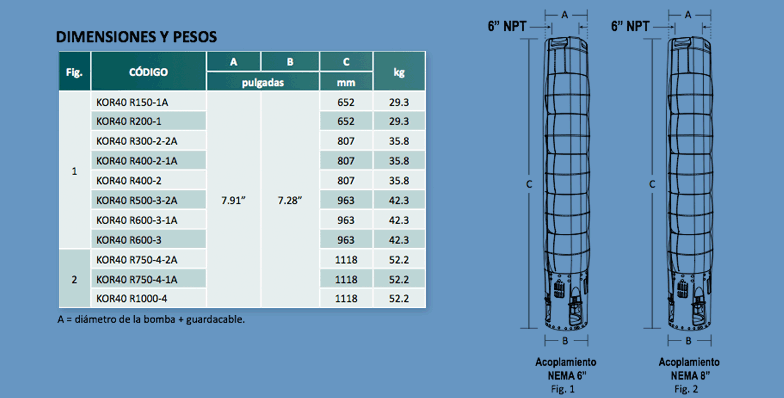 DIMENSIONES Y PESOS
Fig. CÓDIGO A B C kg
pulgadas mm
1
KOR40 R150-1A 652 29.3
KOR40 R200-1 652 29.3
KOR40 R300-2-2A 807 35.8
KOR40 R400-2-1A 807 35.8
KOR40 R400-2 807 35.8
KOR40 R500-3-2A 7.91” 7.28” 963 42.3
KOR40 R600-3-1A 963 42.3
KOR40 R600-3 963 42.3
2
KOR40 R750-4-2A 1118 52.2
KOR40 R750-4-1A 1118 52.2
KOR40 R1000-4 1118 52.2
A = diámetro de la bomba + guardacable.
A
6” NPT
C
B
Acoplamiento
NEMA 6”
Fig. 1
A
6” NPT
C
B
Acoplamiento
NEMA 8”
Fig. 2